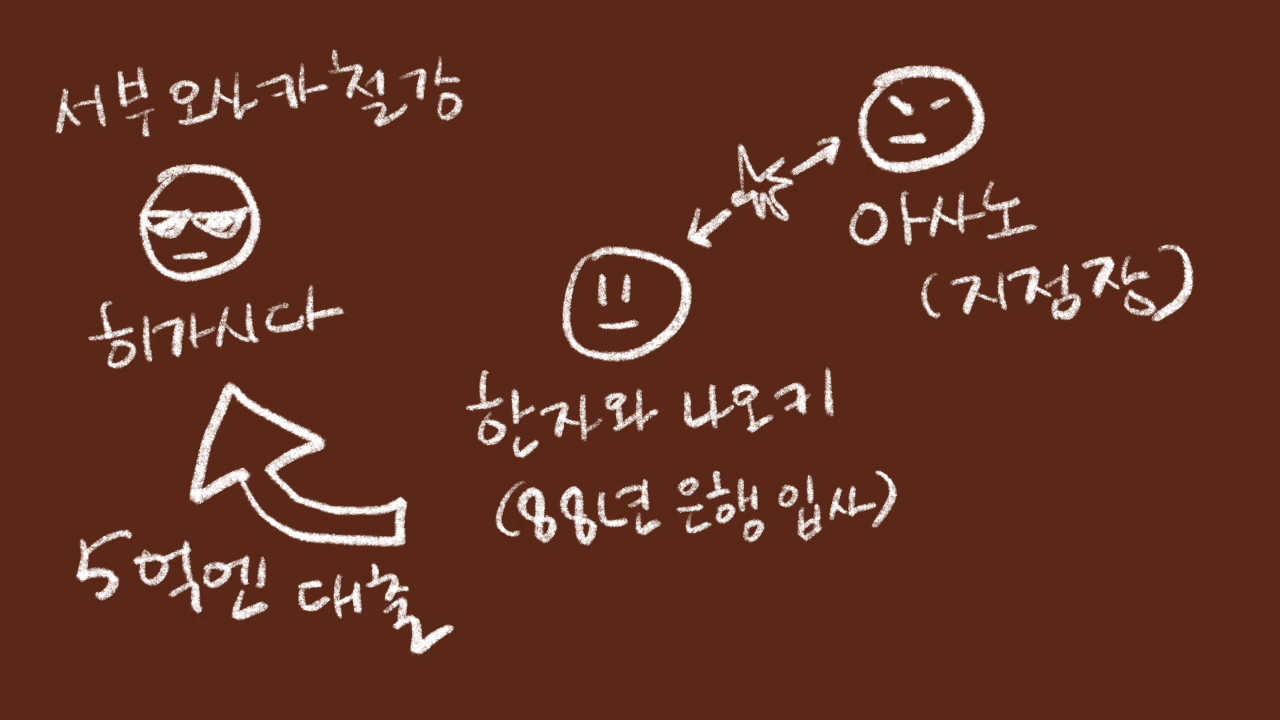 서부오사카철강
히가시다
5억엔 대출
한자와 나오키
(88년 은행 입사)
아사노
(지점장)